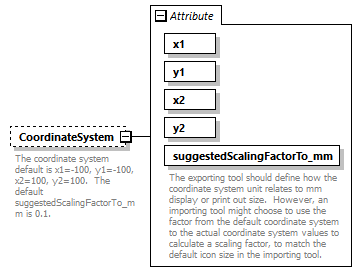 Attribute
x1
y1
x2
y2
CoordinateSystem
suggestedScalingFactorTo_mm
The coordinate system
default is x1=-100, y1=-100,
x2=100, y2=100.  The
default
suggestedScalingFactorTo_m
m is 0.1.
The exporting tool should define how the
coordinate system unit relates to mm
display or print out size.  However, an
importing tool might choose to use the
factor from the default coordinate system
to the actual coordinate system values to
calculate a scaling factor, to match the
default icon size in the importing tool.